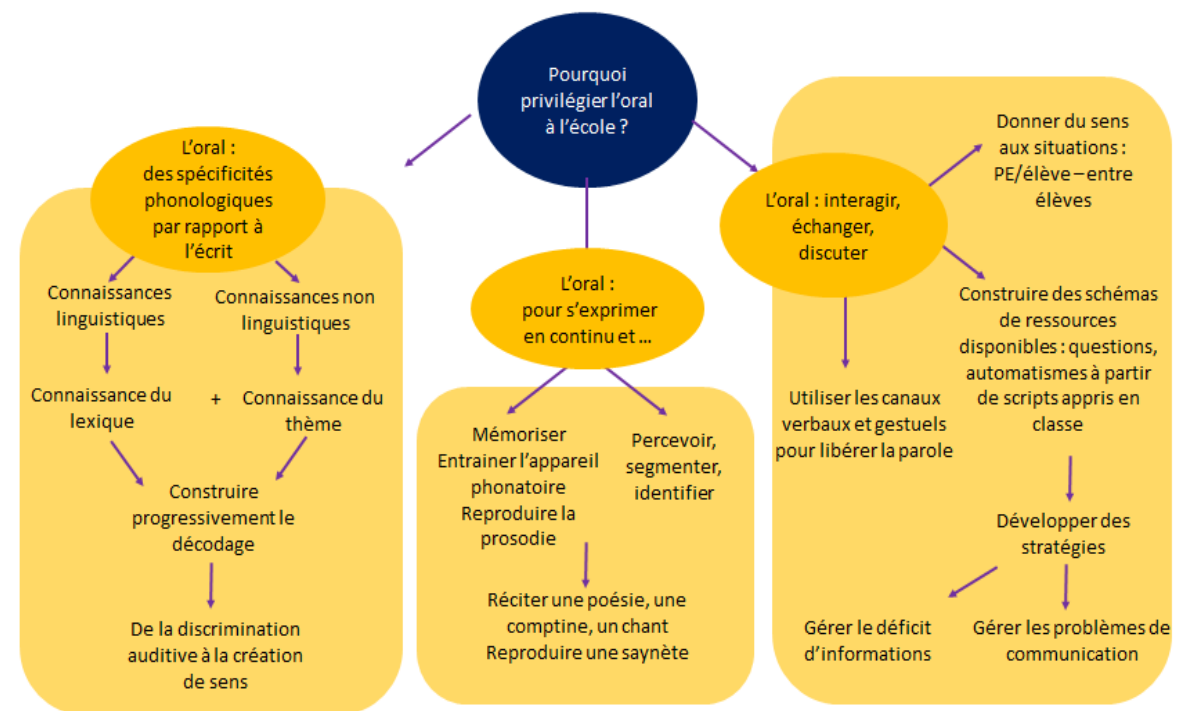 Pourquoi
privilégier l'oral
à l'école ?
L'oral :
des spécificités
phonologiques
par rapport à
l'écrit
Connaissances
linguistiques
Connaissances non
linguistiques
Connaissance du
lexique
+
Connaissance du
thème
Construire
progressivement le
décodage
De la discrimination
auditive à la création
de sens
L'oral :
pour s'exprimer
en continu et ...
Mémoriser
Entrainer l'appareil
phonatoire
Reproduire la
prosodie
Percevoir,
segmenter,
identifier
Réciter une poésie, une
comptine, un chant
Reproduire une saynète
L'oral : interagir,
échanger,
discuter
Donner du sens
aux situations :
PE/élève – entre
élèves
Construire des schémas
de ressources
disponibles : questions,
automatismes à partir
de scripts appris en
classe
Utiliser les canaux
verbaux et gestuels
pour libérer la parole
Développer des
stratégies
Gérer le déficit
d'informations
Gérer les problèmes de
communication